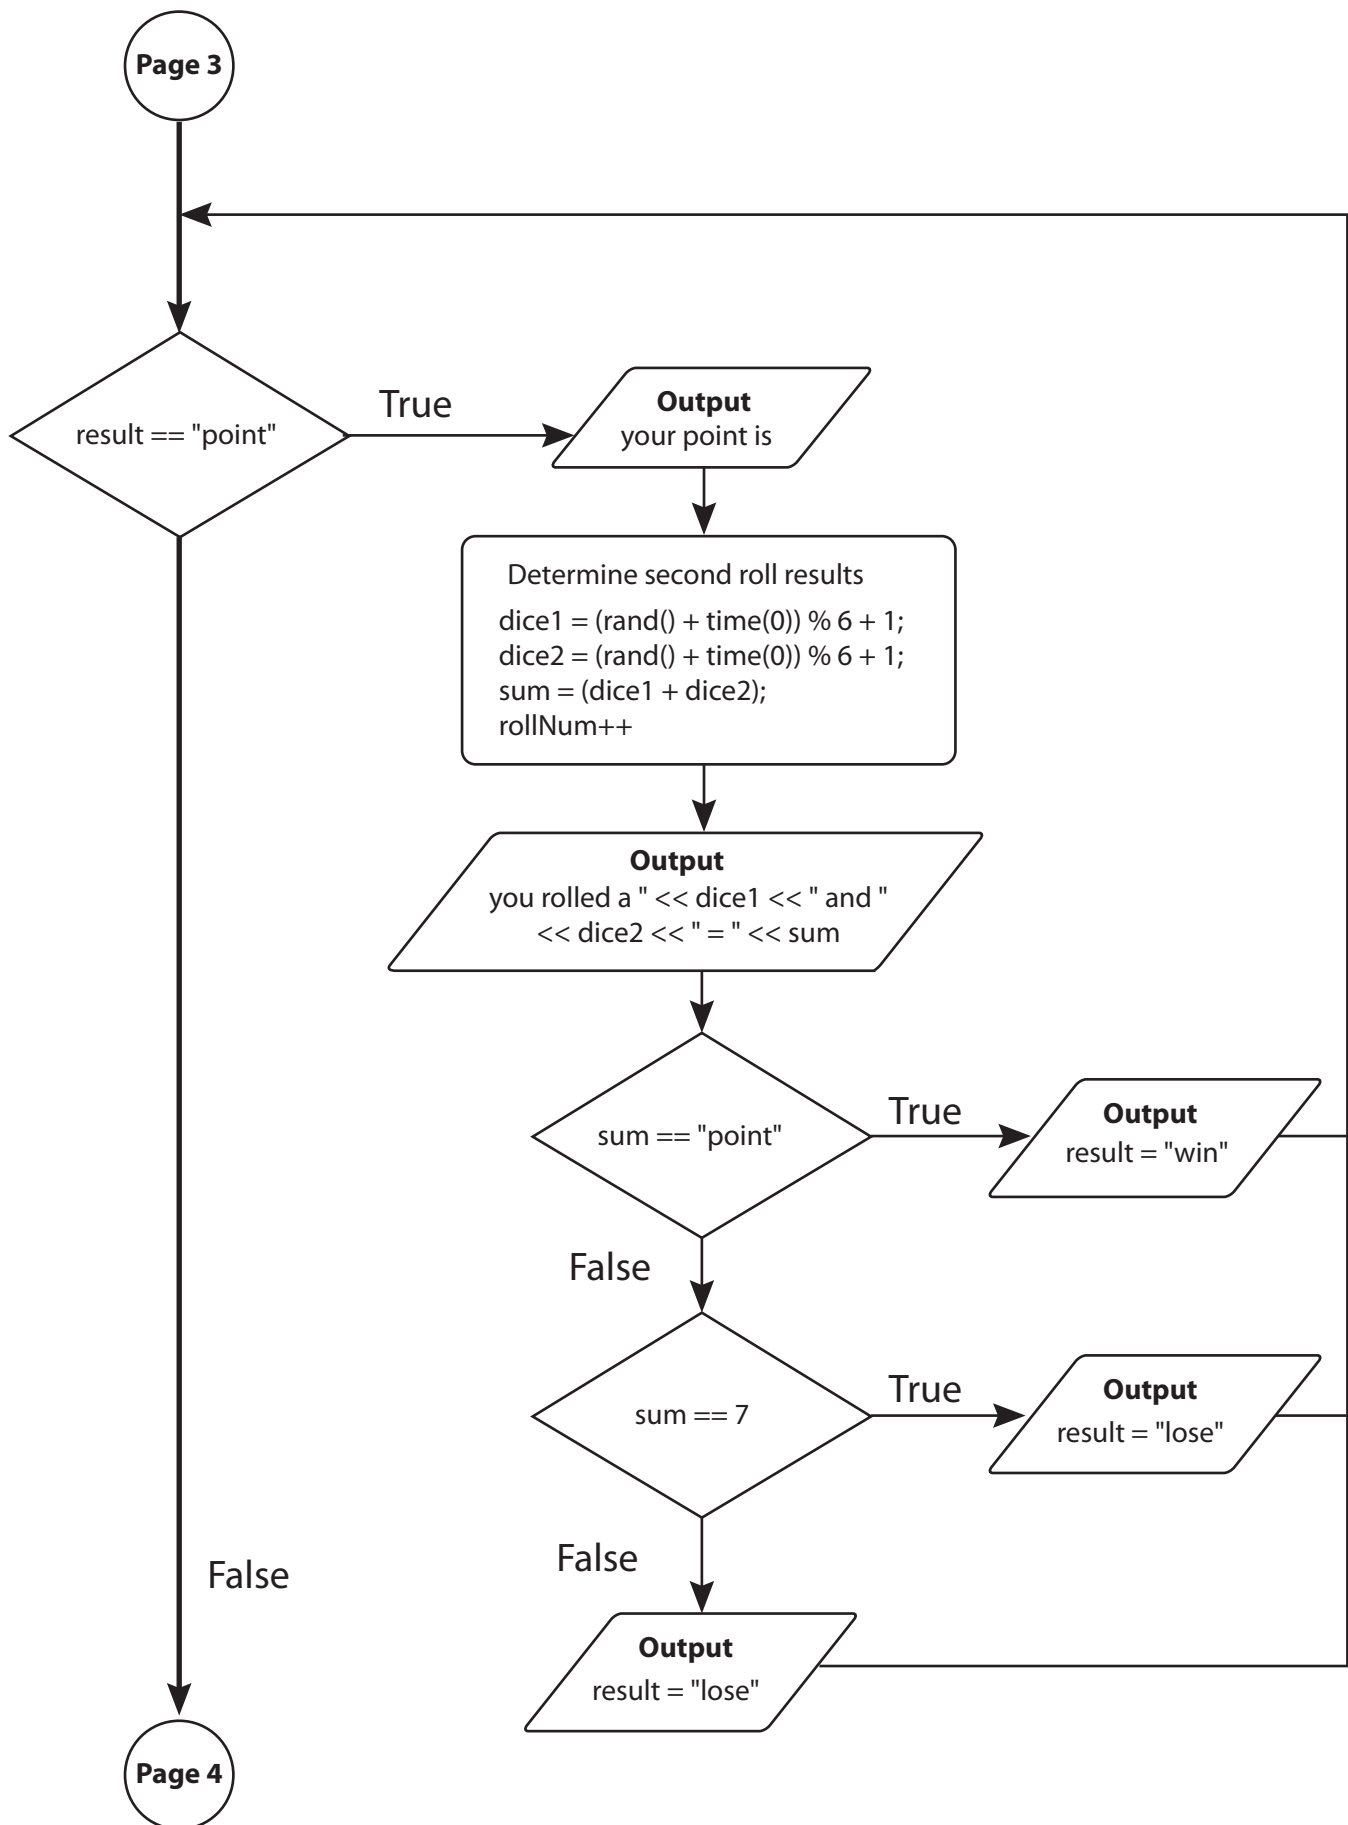 Page 3
result == "point"
True
Output
your point is
Determine second roll results
dice1 = (rand() + time(0)) % 6 + 1;
dice2 = (rand() + time(0)) % 6 + 1;
sum = (dice1 + dice2);
rollNum++
Output
you rolled a " << dice1 << " and "
<< dice2 << " = " << sum
sum == "point"
True
Output
result = "win"
False
sum == 7
True
Output
result = "lose"
False
Output
result = "lose"
False
Page 4